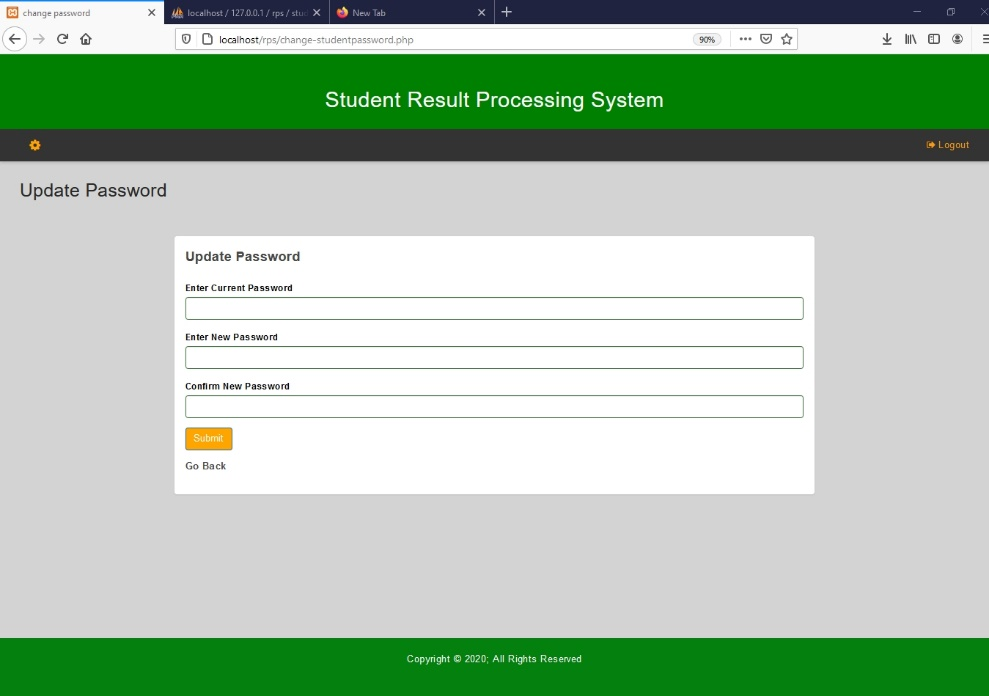 change password
localhost / 127.0.0.1 / rps / stud
New Tab
localhost/rps/change-studentpassword.php
90%
Student Result Processing System
Logout
Update Password
Update Password
Enter Current Password
Enter New Password
Confirm New Password
Submit
Go Back
Copyright © 2020; All Rights Reserved